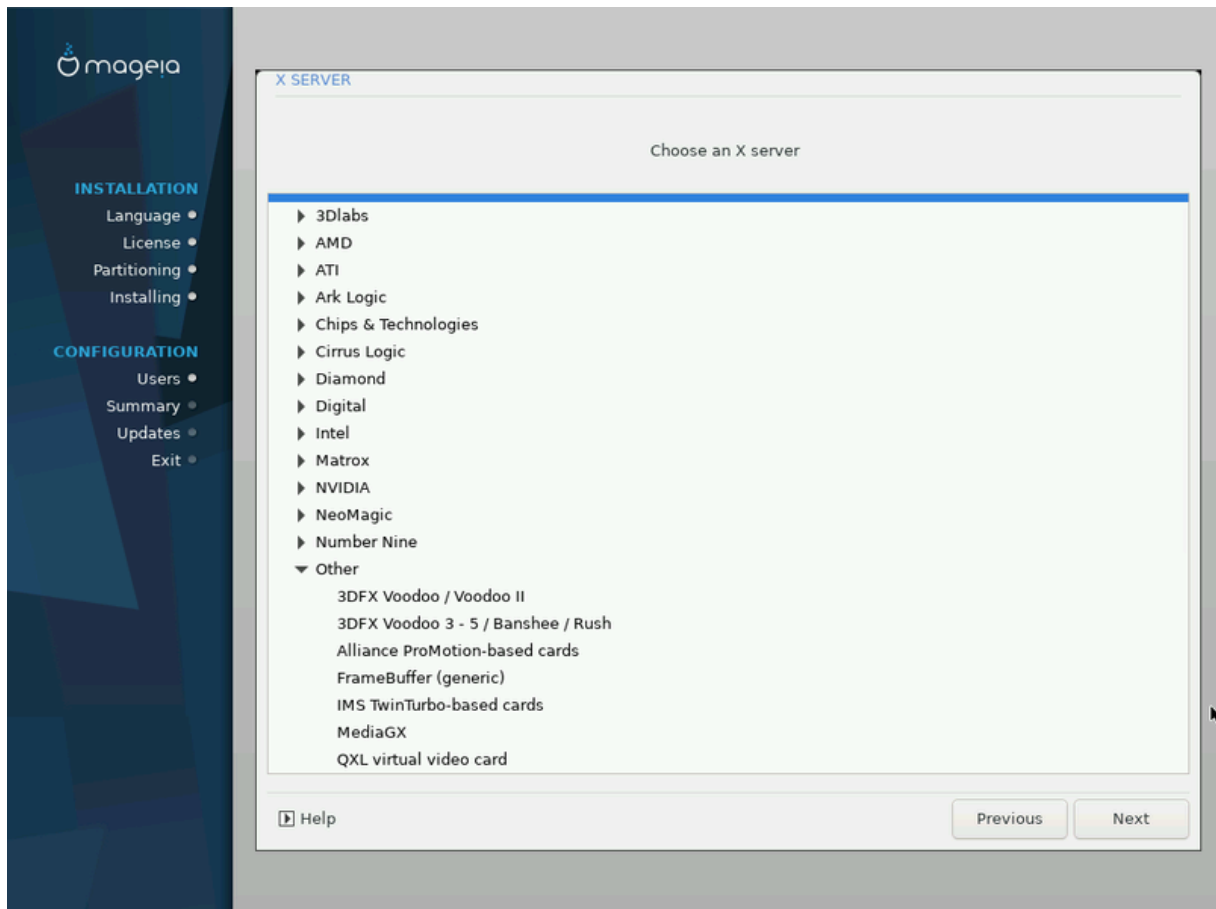 mageia
INSTALLATION
Language
License
Partitioning
Installing
CONFIGURATION
Users
Summary
Updates
Exit
X SERVER
Choose an X server
3Dlabs
AMD
ATI
Ark Logic
Chips & Technologies
Cirrus Logic
Diamond
Digital
Intel
Matrox
NVIDIA
NeoMagic
Number Nine
Other
3DFX Voodoo / Voodoo II
3DFX Voodoo 3 - 5 / Banshee / Rush
Alliance ProMotion-based cards
FrameBuffer (generic)
IMS TwinTurbo-based cards
MediaGX
QXL virtual video card
Help
Previous
Next